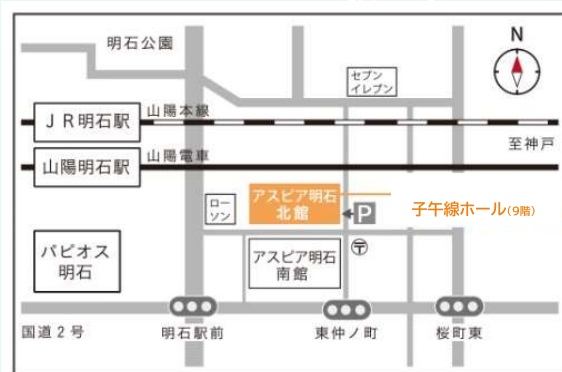 明石公園
N
セブン
イレブン
JR明石駅
山陽本線
至神戸
山陽明石駅
山陽電車
ロー
ソン
アスピア明石
北館
P
子午線ホール(9階)
パピオス
明石
アスピア明石
南館
〒
国道2号
明石駅前
東仲ノ町
桜町東